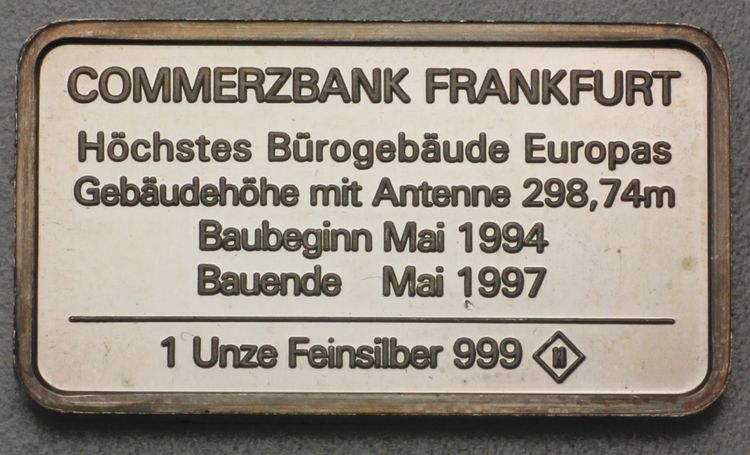 COMMERZBANK FRANKFURT
Höchstes Bürogebäude Europas
Gebäudehöhe mit Antenne 298,74m
Baubeginn Mai 1994
Bauende Mai 1997
1 Unze Feinsilber 999 H